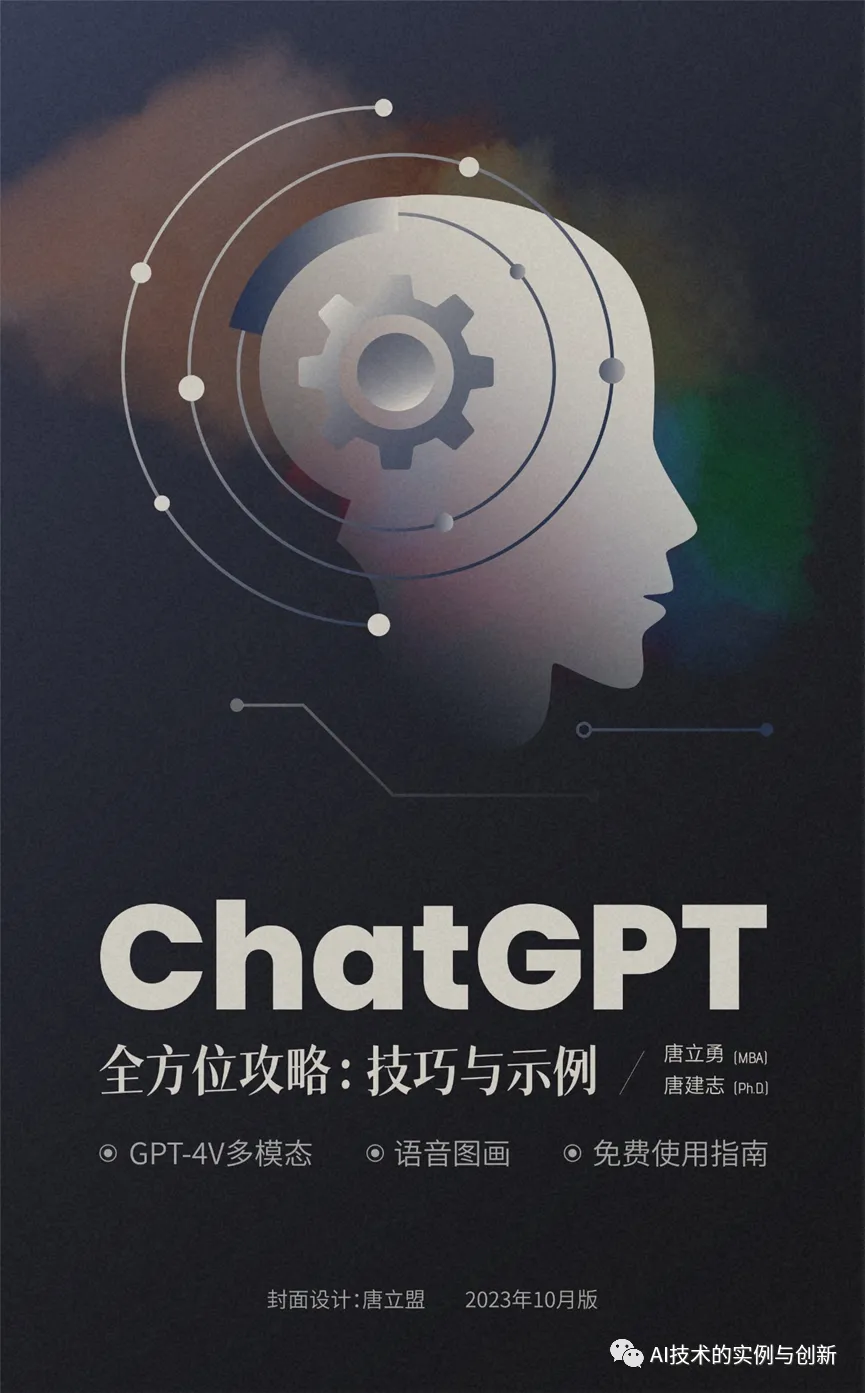 ChatGPT
全方位攻略：技巧与示例
唐立勇 (MBA)
唐建志 (Ph.D)
GPT-4V多模态 语音图画 免费使用指南
封面设计：唐立盟 2023年10月版
AI技术的实例与创新